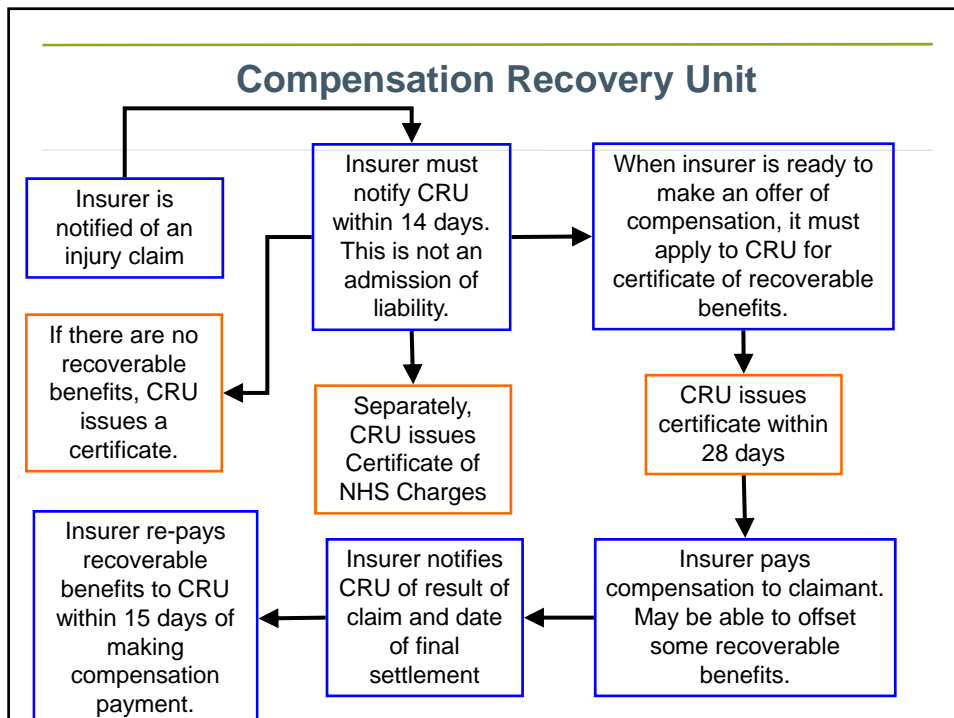 Compensation Recovery Unit
Insurer is
notified of an
injury claim
Insurer must
notify CRU
within 14 days.
This is not an
admission of
liability.
When insurer is ready to
make an offer of
compensation, it must
apply to CRU for
certificate of recoverable
benefits.
If there are no
recoverable
benefits, CRU
issues a
certificate.
Separately,
CRU issues
Certificate of
NHS Charges
CRU issues
certificate within
28 days
Insurer pays
compensation to claimant.
May be able to offset
some recoverable
benefits.
Insurer notifies
CRU of result of
claim and date
of final
settlement
Insurer re-pays
recoverable
benefits to CRU
within 15 days of
making
compensation
payment.